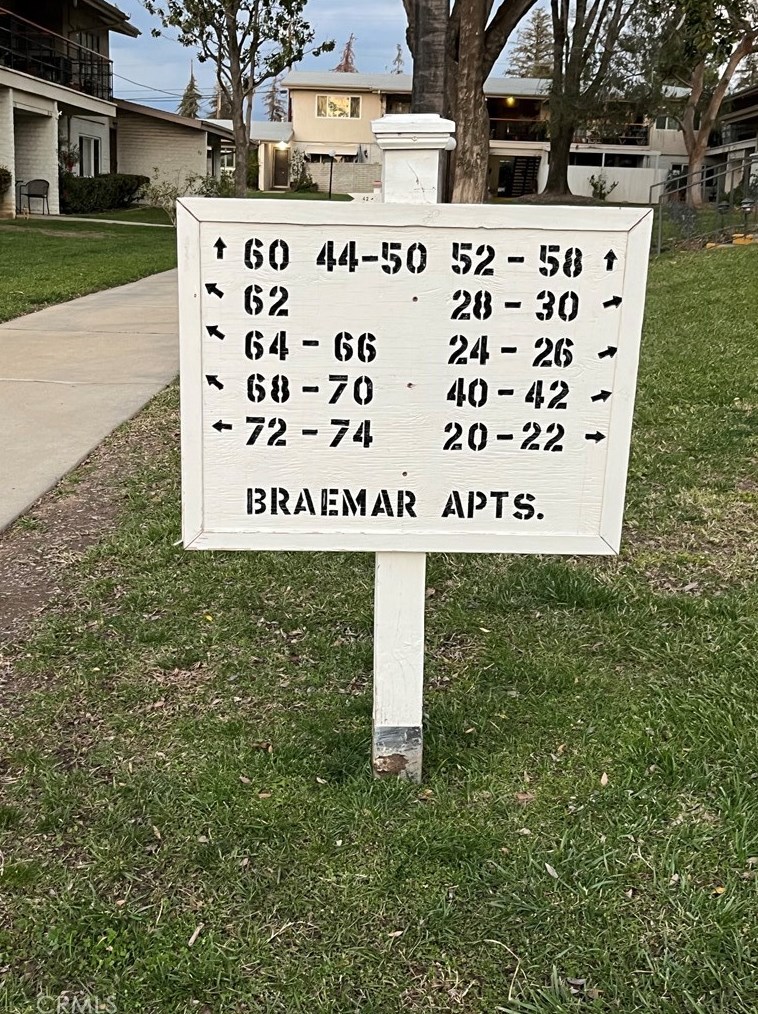 ↑ 60 44-50 52 - 58 ↑
↖ 62 28 - 30 ➚
↖ 64 - 66 24 - 26 ➚
↖ 68 - 70 40 - 42 ➚
← 72 - 74 20 - 22 →
BRAEMAR APTS.
CRMLS